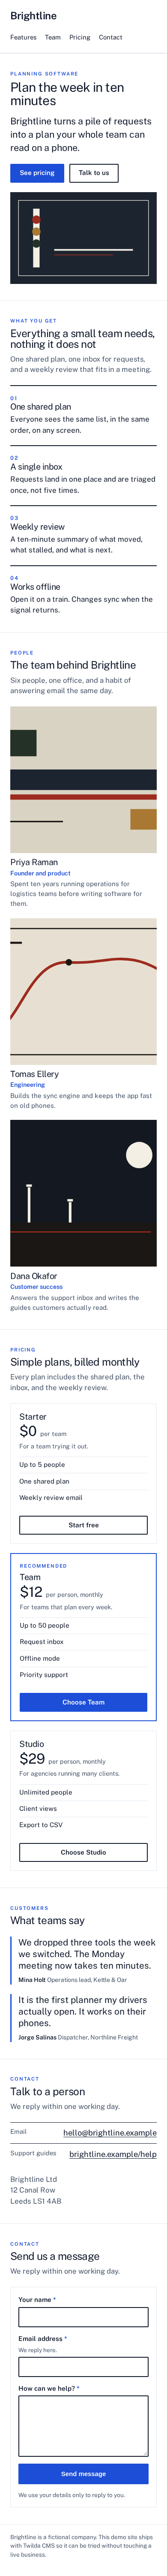 Brightline
Features Team Pricing Contact
PLANNING SOFTWARE
Plan the week in ten
minutes
Brightline turns a pile of requests
into a plan your whole team can
read on a phone.
See pricing Talk to us
WHAT YOU GET
Everything a small team needs,
nothing it does not
One shared plan, one inbox for requests,
and a weekly review that fits in a meeting.
01
One shared plan
Everyone sees the same list, in the same
order, on any screen.
02
A single inbox
Requests land in one place and are triaged
once, not five times.
03
Weekly review
A ten-minute summary of what moved,
what stalled, and what is next.
04
Works offline
Open it on a train. Changes sync when the
signal returns.
PEOPLE
The team behind Brightline
Six people, one office, and a habit of
answering email the same day.
Priya Raman
Founder and product
Spent ten years running operations for
logistics teams before writing software for
them.
Tomas Ellery
Engineering
Builds the sync engine and keeps the app fast
on old phones.
Dana Okafor
Customer success
Answers the support inbox and writes the
guides customers actually read.
PRICING
Simple plans, billed monthly
Every plan includes the shared plan, the
inbox, and the weekly review.
Starter
$0 per team
For a team trying it out.
Up to 5 people
One shared plan
Weekly review email
Start free
RECOMMENDED
Team
$12 per person, monthly
For teams that plan every week.
Up to 50 people
Request inbox
Offline mode
Priority support
Choose Team
Studio
$29 per person, monthly
For agencies running many clients.
Unlimited people
Client views
Export to CSV
Choose Studio
CUSTOMERS
What teams say
We dropped three tools the week
we switched. The Monday
meeting now takes ten minutes.
Mina Holt Operations lead, Kettle & Oar
It is the first planner my drivers
actually open. It works on their
phones.
Jorge Salinas Dispatcher, Northline Freight
CONTACT
Talk to a person
We reply within one working day.
Email hello@brightline.example
Support guides brightline.example/help
Brightline Ltd
12 Canal Row
Leeds LS1 4AB
CONTACT
Send us a message
We reply within one working day.
Your name *
Email address *
We reply here.
How can we help? *
Send message
We use your details only to reply to you.
Brightline is a fictional company. This demo site ships
with Twilda CMS so it can be tried without touching a
live business.